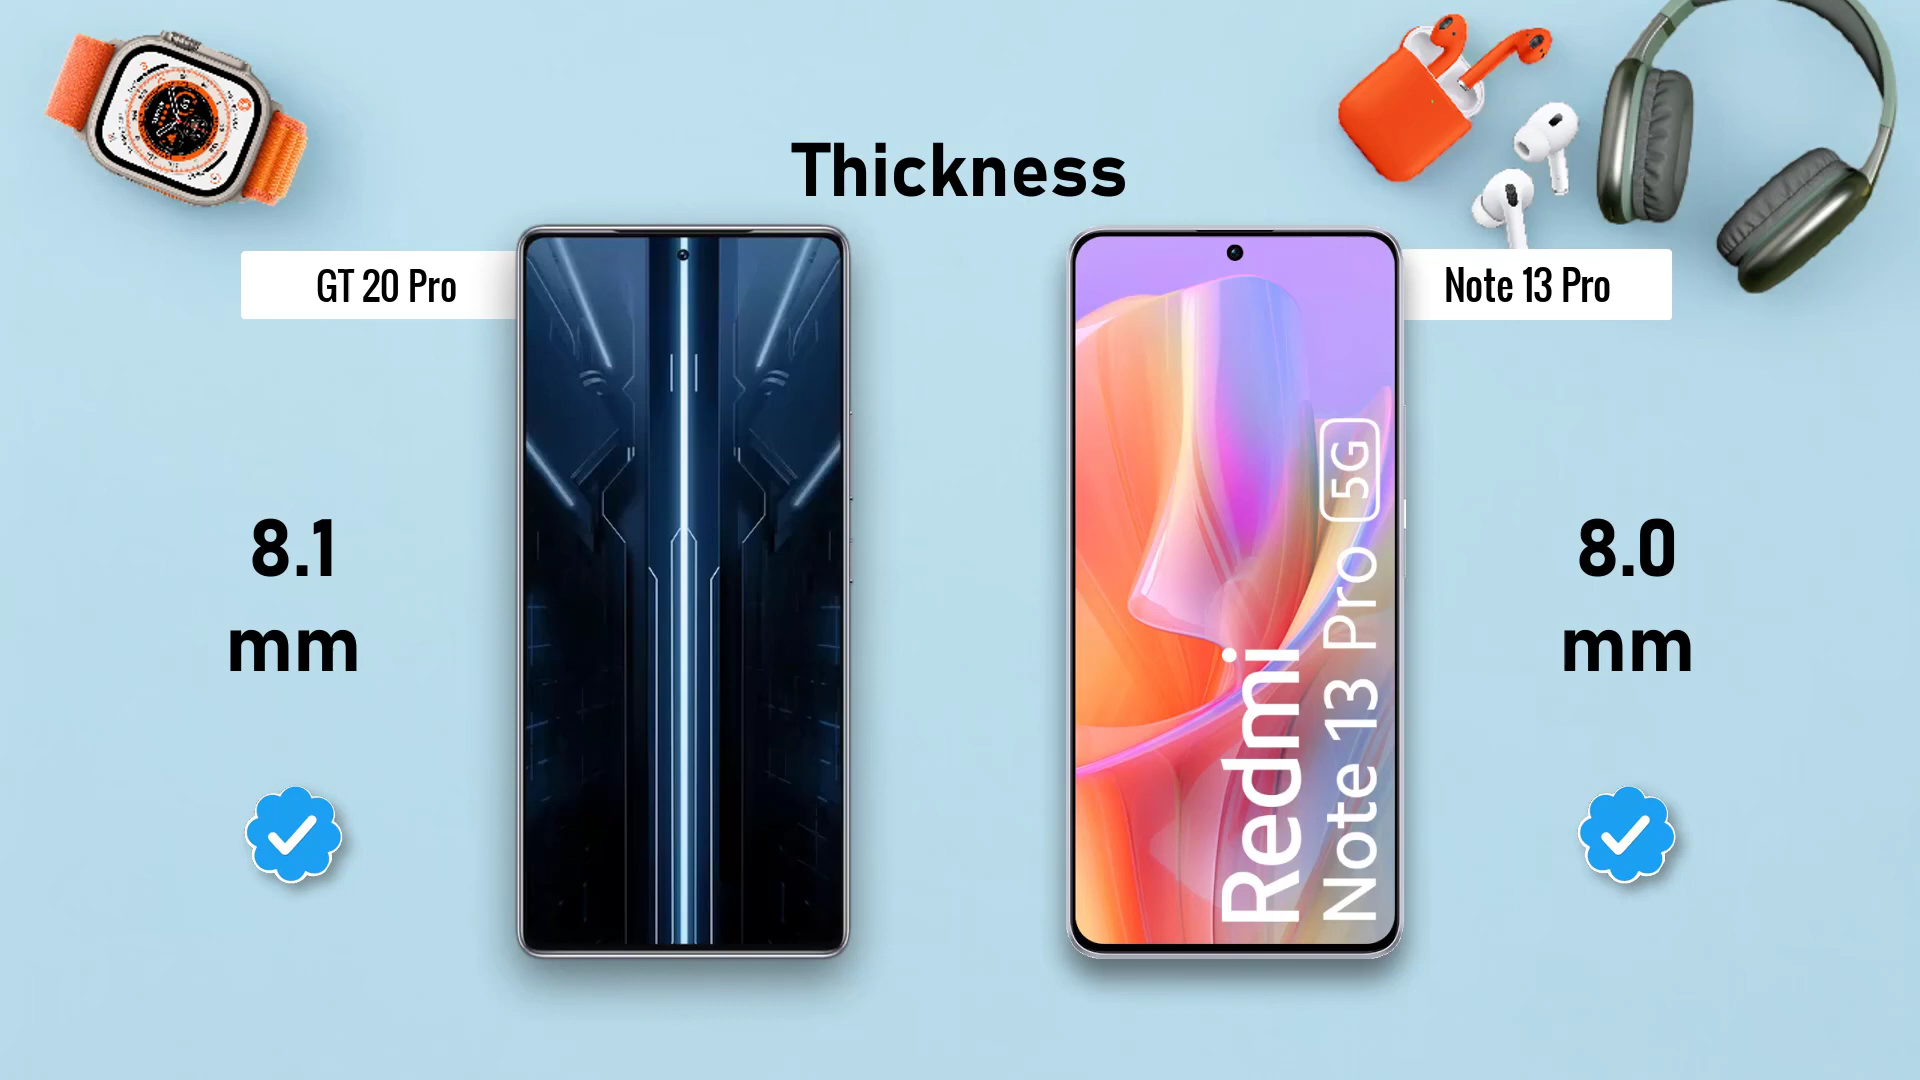 Thickness
GT 20 Pro
Note 13 Pro
8.1
mm
8.0
mm
Redmi
Note 13 Pro 5G